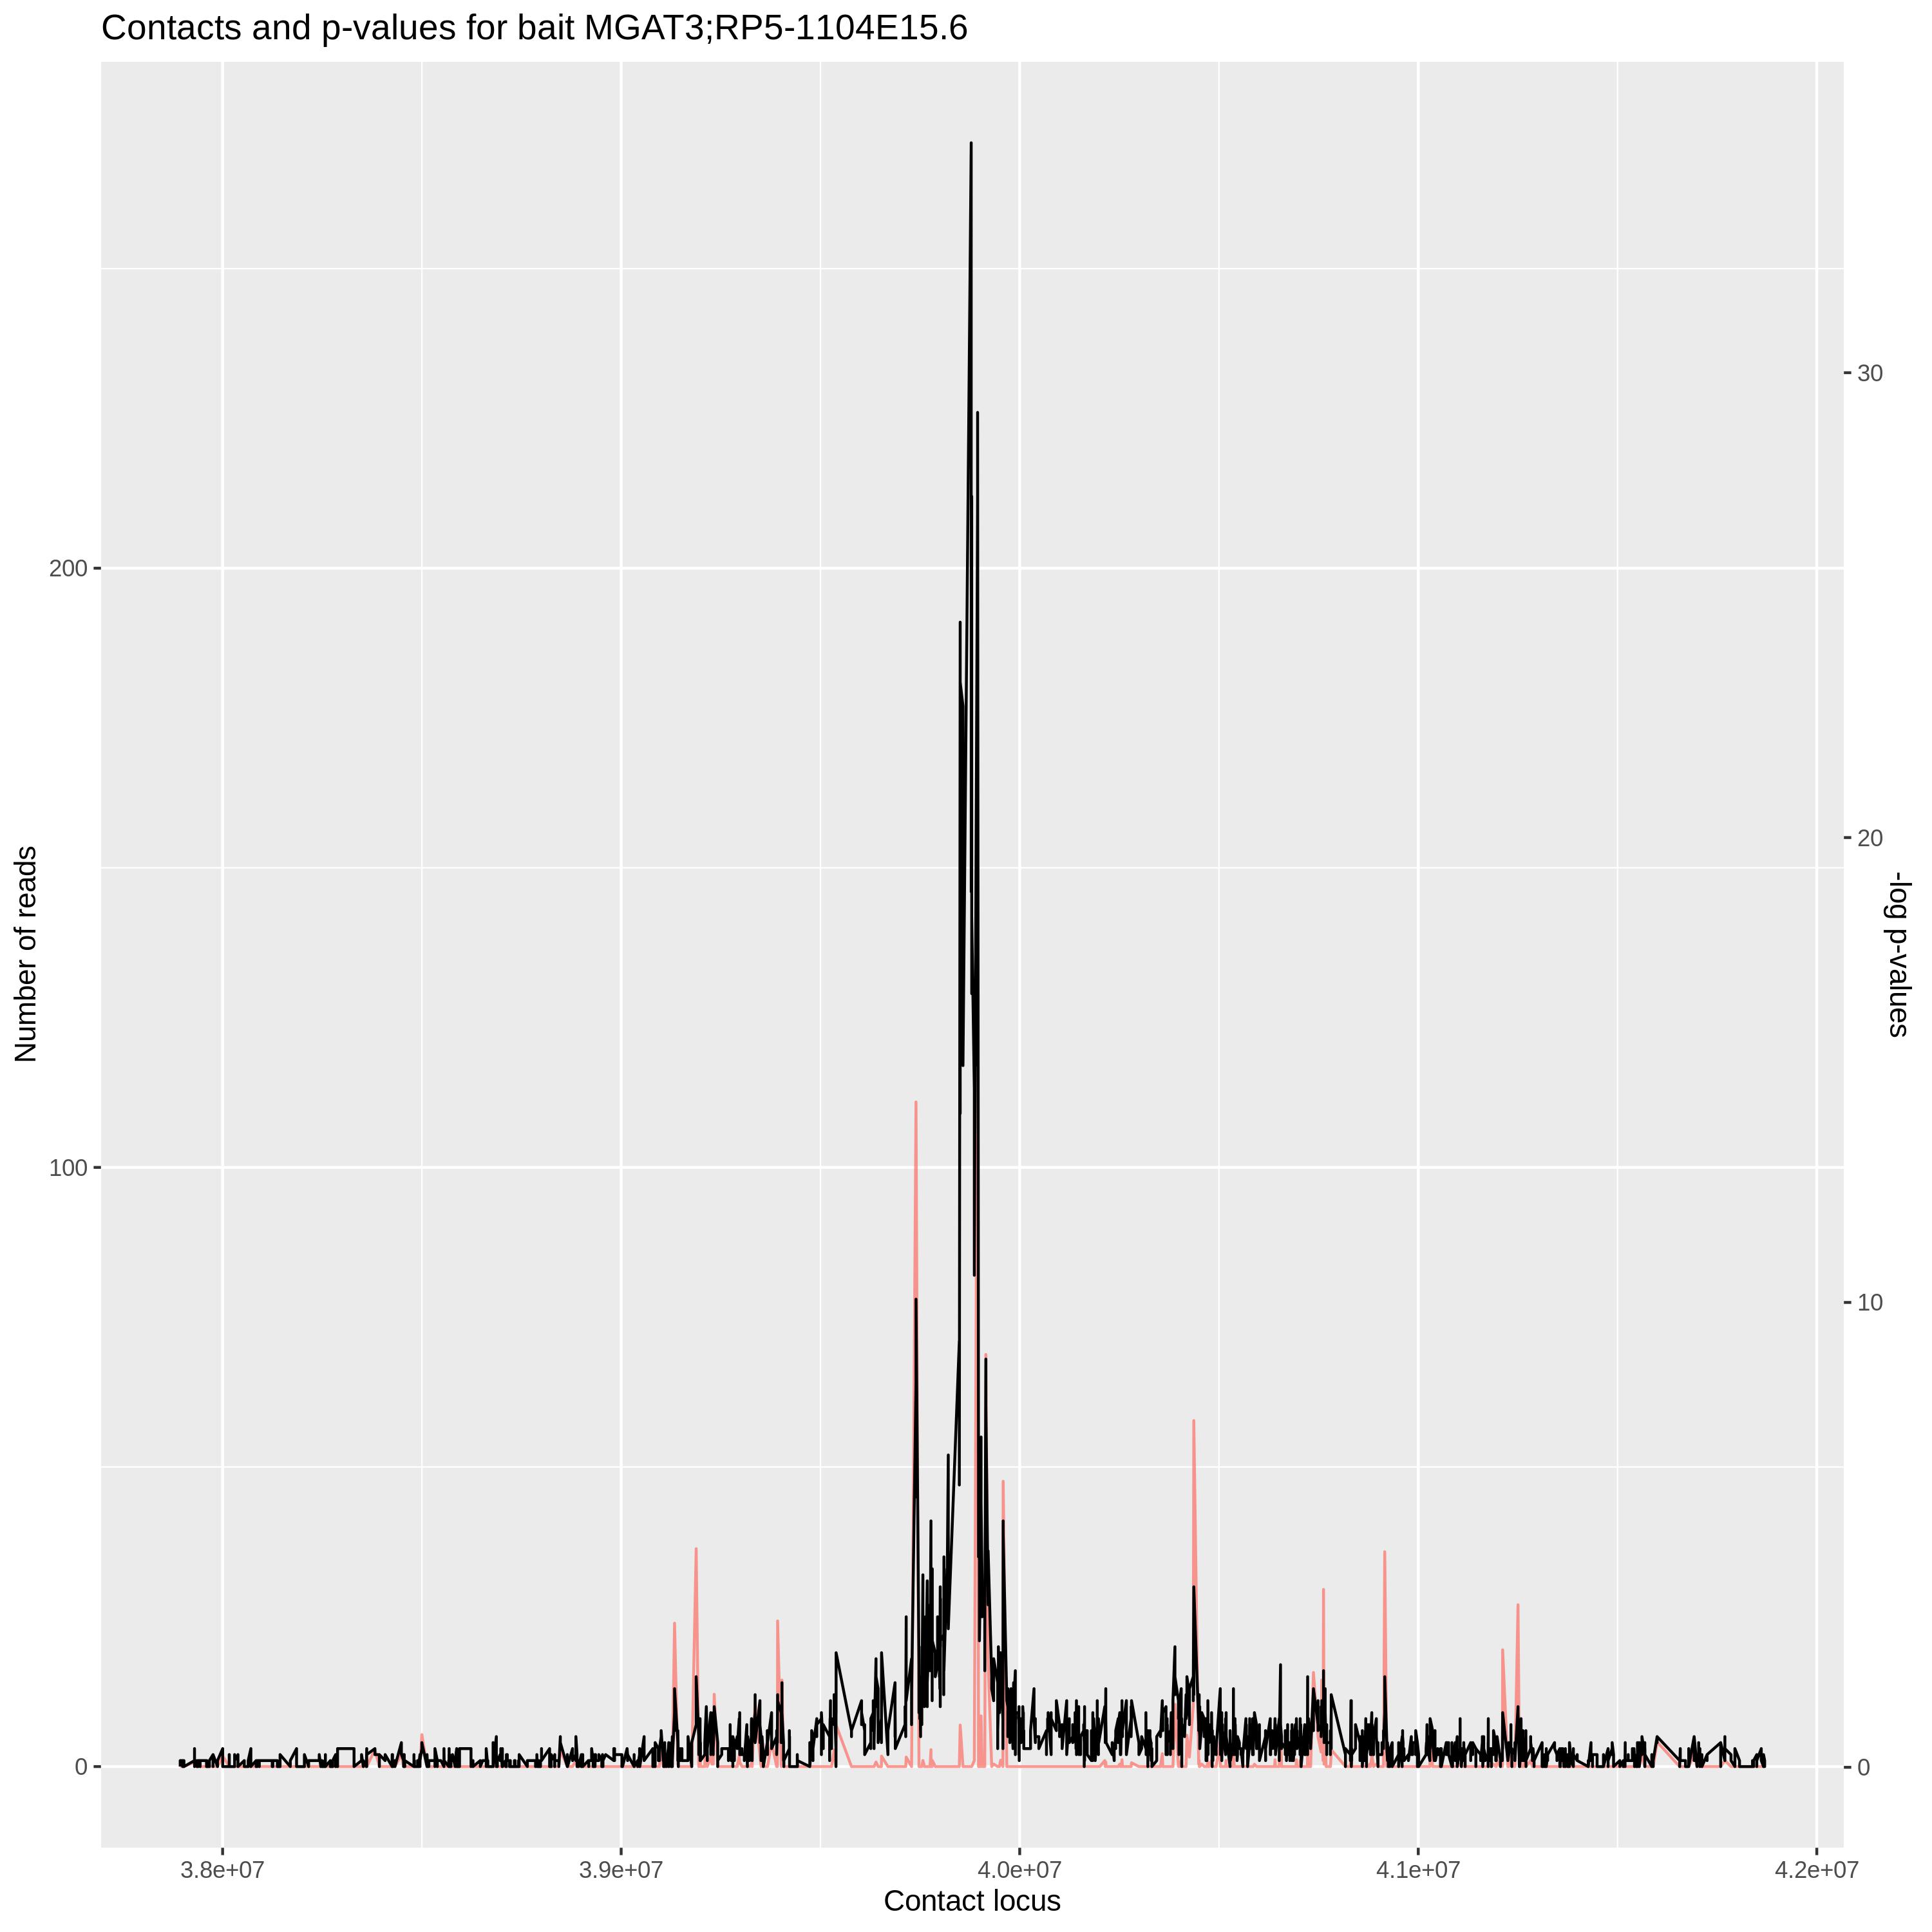 Contacts and p-values for bait MGAT3;RP5-1104E15.6
Number of reads
200
100
0
30
20
10
0
-log p-values
3.8e+07 3.9e+07 4.0e+07 4.1e+07 4.2e+07
Contact locus